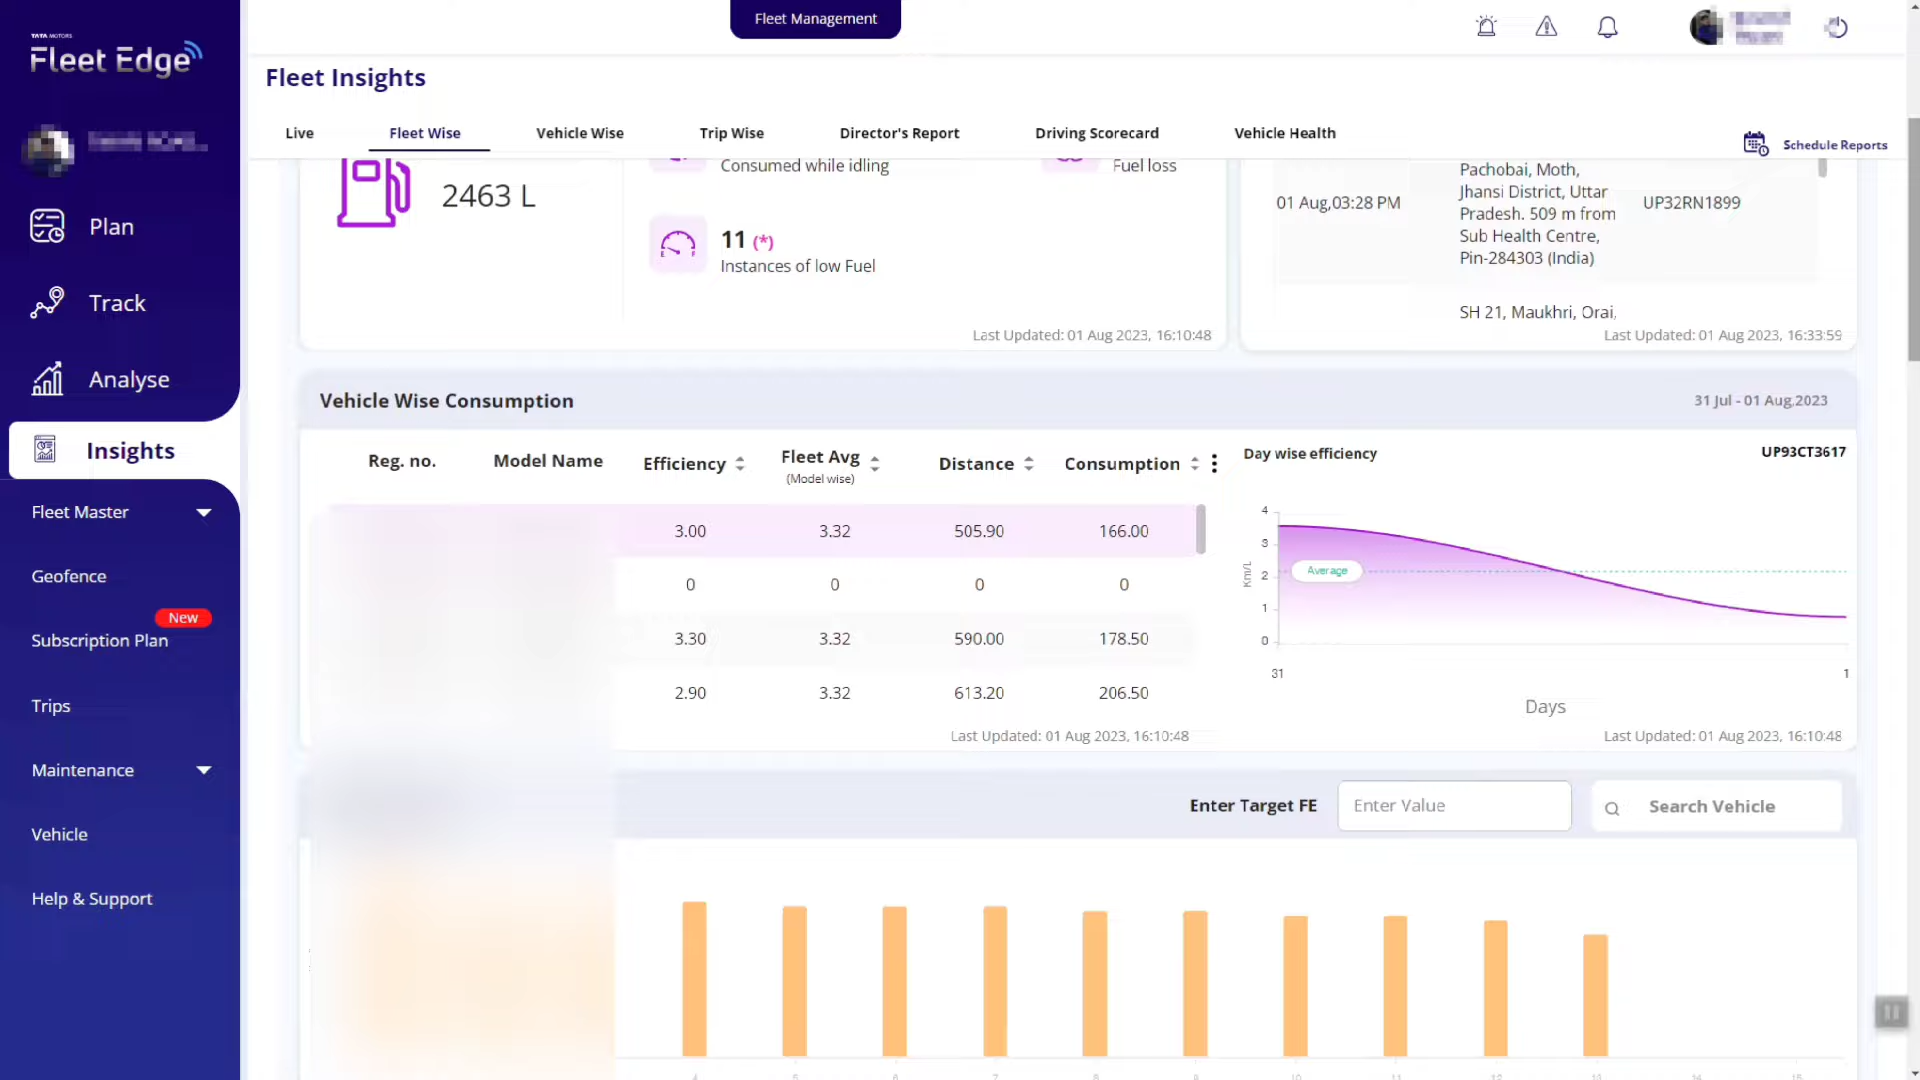 Fleet Management
TATA MOTORS
Fleet Edge
Fleet Insights
Live
Fleet Wise
Vehicle Wise
Trip Wise
Director's Report
Driving Scorecard
Vehicle Health
Schedule Reports
Plan
Track
Analyse
Insights
Fleet Master
Geofence
New
Subscription Plan
Trips
Maintenance
Vehicle
Help & Support
2463 L
Consumed while idling
Fuel loss
11 (*)
Instances of low Fuel
Last Updated: 01 Aug 2023, 16:10:48
01 Aug,03:28 PM
Pachobai, Moth,
Jhansi District, Uttar
Pradesh. 509 m from
Sub Health Centre,
Pin-284303 (India)
UP32RN1899
SH 21, Maukhri, Orai,
Last Updated: 01 Aug 2023, 16:33:59
Vehicle Wise Consumption
31 Jul - 01 Aug,2023
Reg. no. Model Name Efficiency Fleet Avg (Model wise) Distance Consumption
3.00 3.32 505.90 166.00
0 0 0 0
3.30 3.32 590.00 178.50
2.90 3.32 613.20 206.50
Last Updated: 01 Aug 2023, 16:10:48
Day wise efficiency
UP93CT3617
4
3
2
1
0
Km/L
Average
31 1
Days
Last Updated: 01 Aug 2023, 16:10:48
Enter Target FE
Enter Value
Search Vehicle